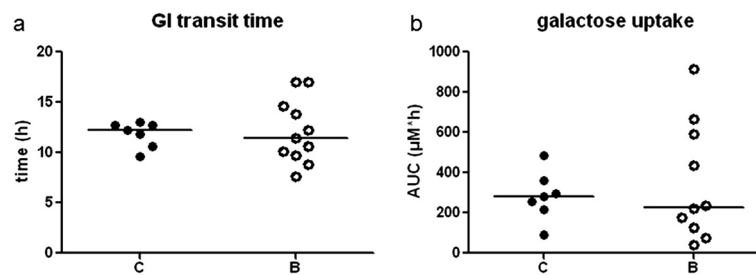 a
GI transit time
20
15
10
5
0
time (h)
C
B
b
galactose uptake
1000
800
600
400
200
0
AUC (µM*h)
C
B